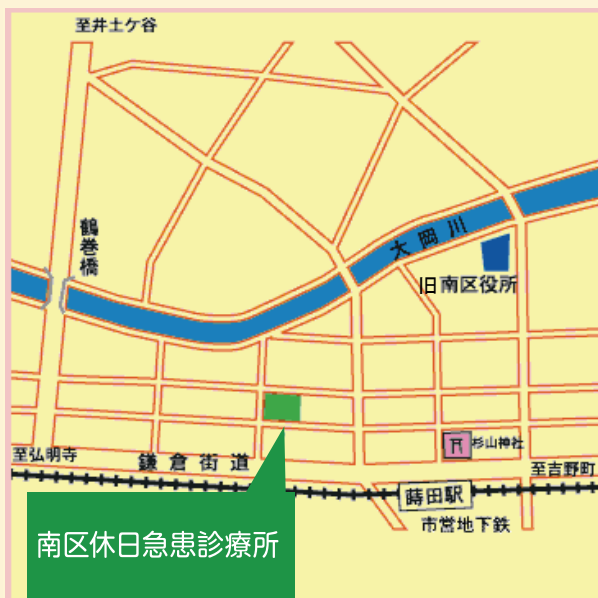 至井土ケ谷
鶴巻橋
大岡川
旧南区役所
杉山神社
至弘明寺
鎌倉街道
至吉野町
蒔田駅
市営地下鉄
南区休日急患診療所